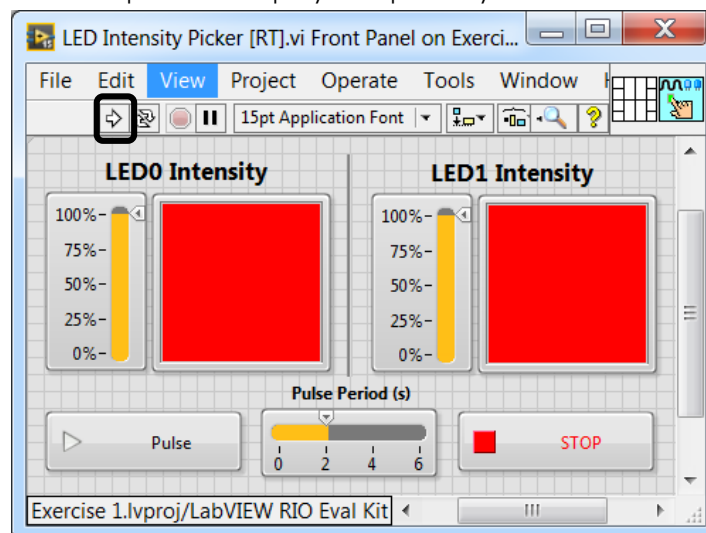 LED Intensity Picker [RT].vi Front Panel on Exerci...
File Edit View Project Operate Tools Window
15pt Application Font
LED0 Intensity LED1 Intensity
100% 100%
75% 75%
50% 50%
25% 25%
0% 0%
Pulse Period (s)
Pulse STOP
0 2 4 6
Exercise 1.lvproj/LabVIEW RIO Eval Kit